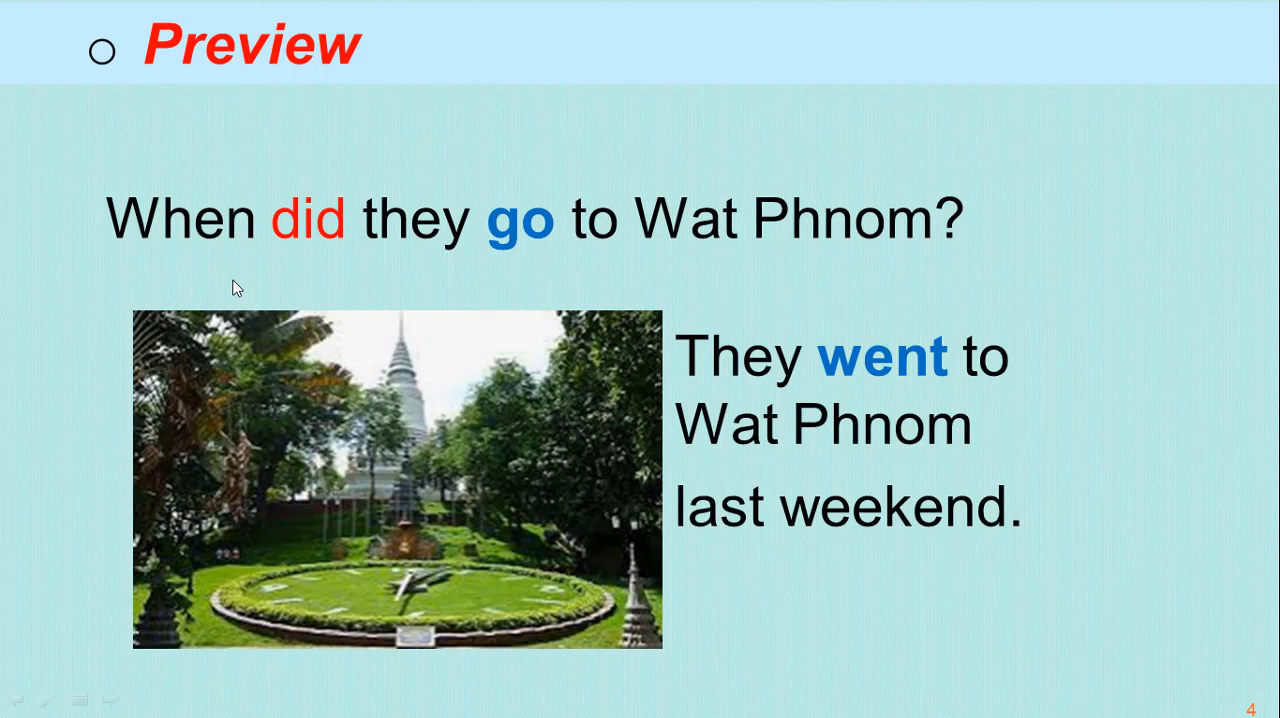 Preview
When did they go to Wat Phnom?
They went to
Wat Phnom
last weekend.
4